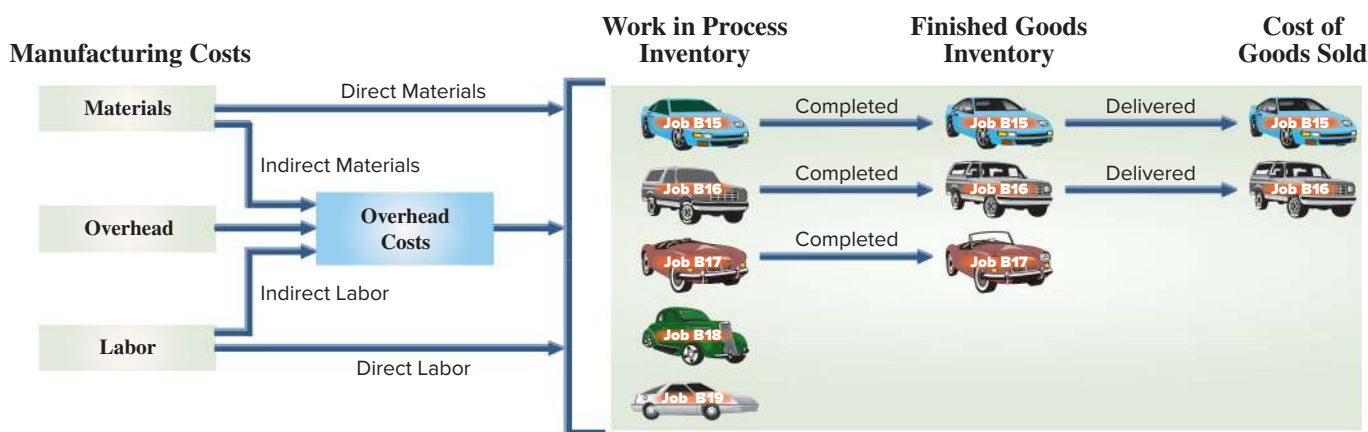 Manufacturing Costs
Work in Process
Inventory
Finished Goods
Inventory
Cost of
Goods Sold
Materials
Direct Materials
Indirect Materials
Overhead
Overhead
Costs
Indirect Labor
Labor
Direct Labor
Job B15
Completed
Job B15
Delivered
Job B15
Job B16
Completed
Job B16
Delivered
Job B16
Job B17
Completed
Job B17
Job B18
Job B19